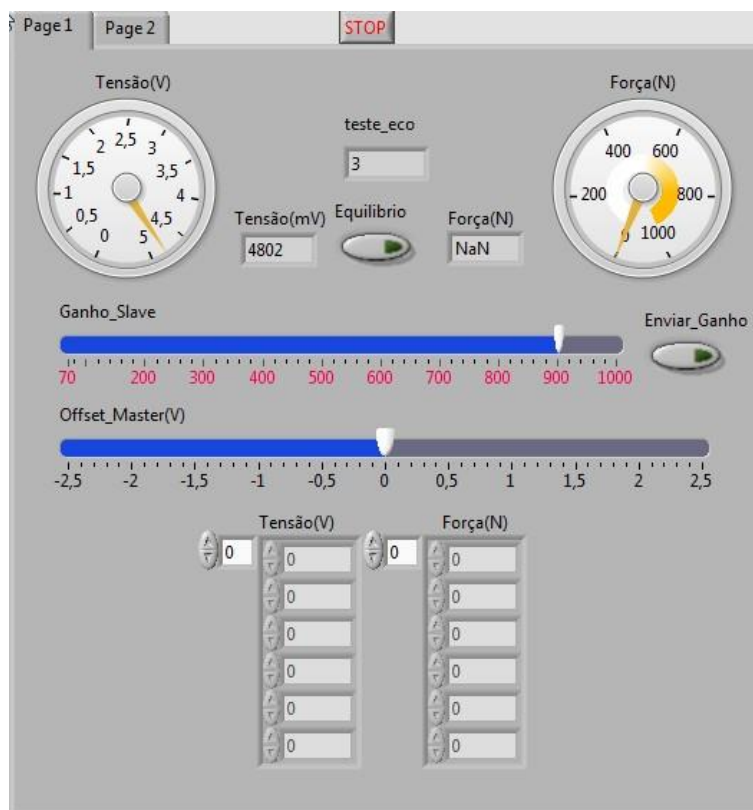 Page 1 Page 2 STOP
Tensão(V) Força(N)
0 0,5 1 1,5 2 2,5 3 3,5 4 4,5 5
teste_eco
3
0 200 400 600 800 1000
Tensão(mV) Equilibrio Força(N)
4802 NaN
Ganho_Slave
Enviar_Ganho
70 200 300 400 500 600 700 800 900 1000
Offset_Master(V)
-2,5 -2 -1,5 -1 -0,5 0 0,5 1 1,5 2 2,5
Tensão(V) Força(N)
0 0 0 0
0 0
0 0
0 0
0 0
0 0